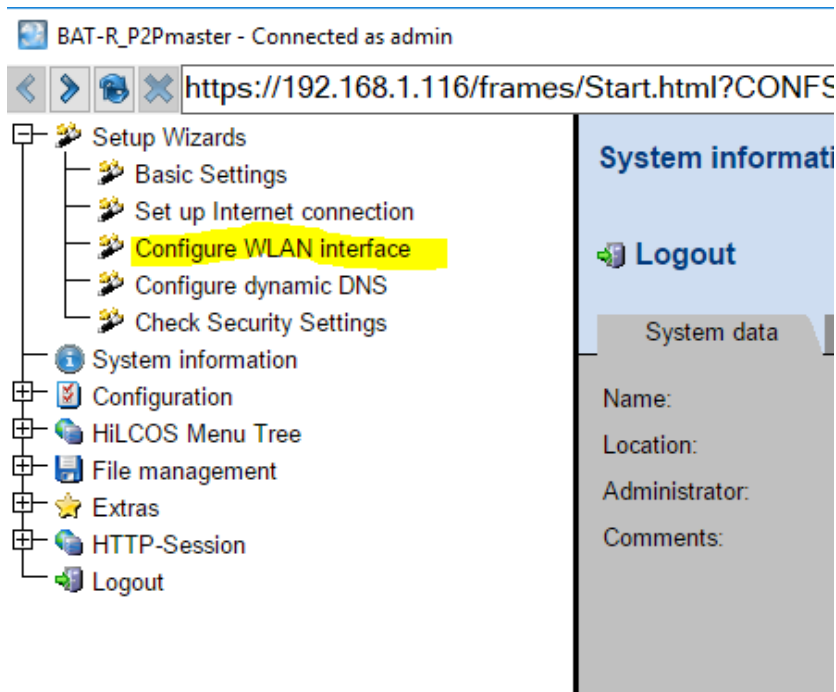 BAT-R_P2Pmaster - Connected as admin
https://192.168.1.116/frames/Start.html?CONFS
Setup Wizards
Basic Settings
Set up Internet connection
Configure WLAN interface
Configure dynamic DNS
Check Security Settings
System information
Configuration
HiLCOS Menu Tree
File management
Extras
HTTP-Session
Logout
System informati
Logout
System data
Name:
Location:
Administrator:
Comments: